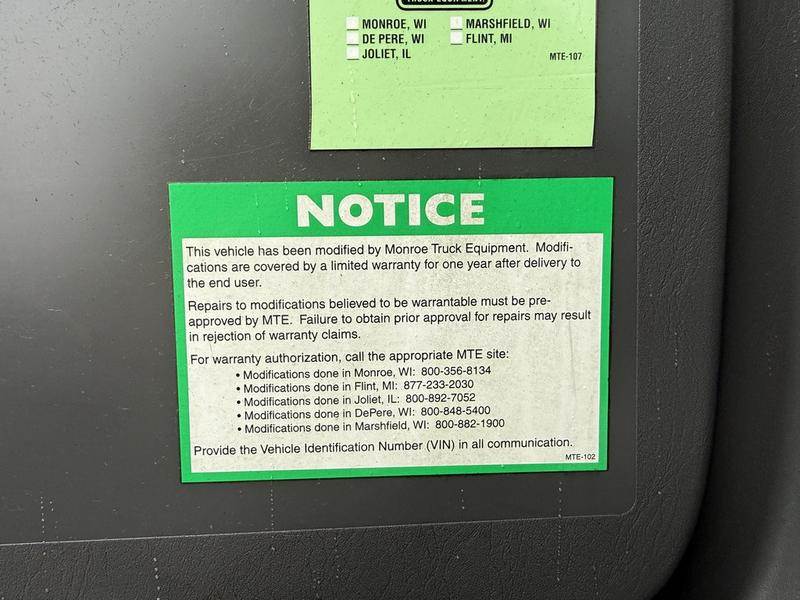 TRUCK EQUIPMENT
MONROE, WI
MARSHFIELD, WI
DE PERE, WI
FLINT, MI
JOLIET, IL
MTE-107
NOTICE
This vehicle has been modified by Monroe Truck Equipment. Modifi-
cations are covered by a limited warranty for one year after delivery to
the end user.
Repairs to modifications believed to be warrantable must be pre-
approved by MTE. Failure to obtain prior approval for repairs may result
in rejection of warranty claims.
For warranty authorization, call the appropriate MTE site:
• Modifications done in Monroe, WI: 800-356-8134
• Modifications done in Flint, MI: 877-233-2030
• Modifications done in Joliet, IL: 800-892-7052
• Modifications done in DePere, WI: 800-848-5400
• Modifications done in Marshfield, WI: 800-882-1900
Provide the Vehicle Identification Number (VIN) in all communication.
MTE-102